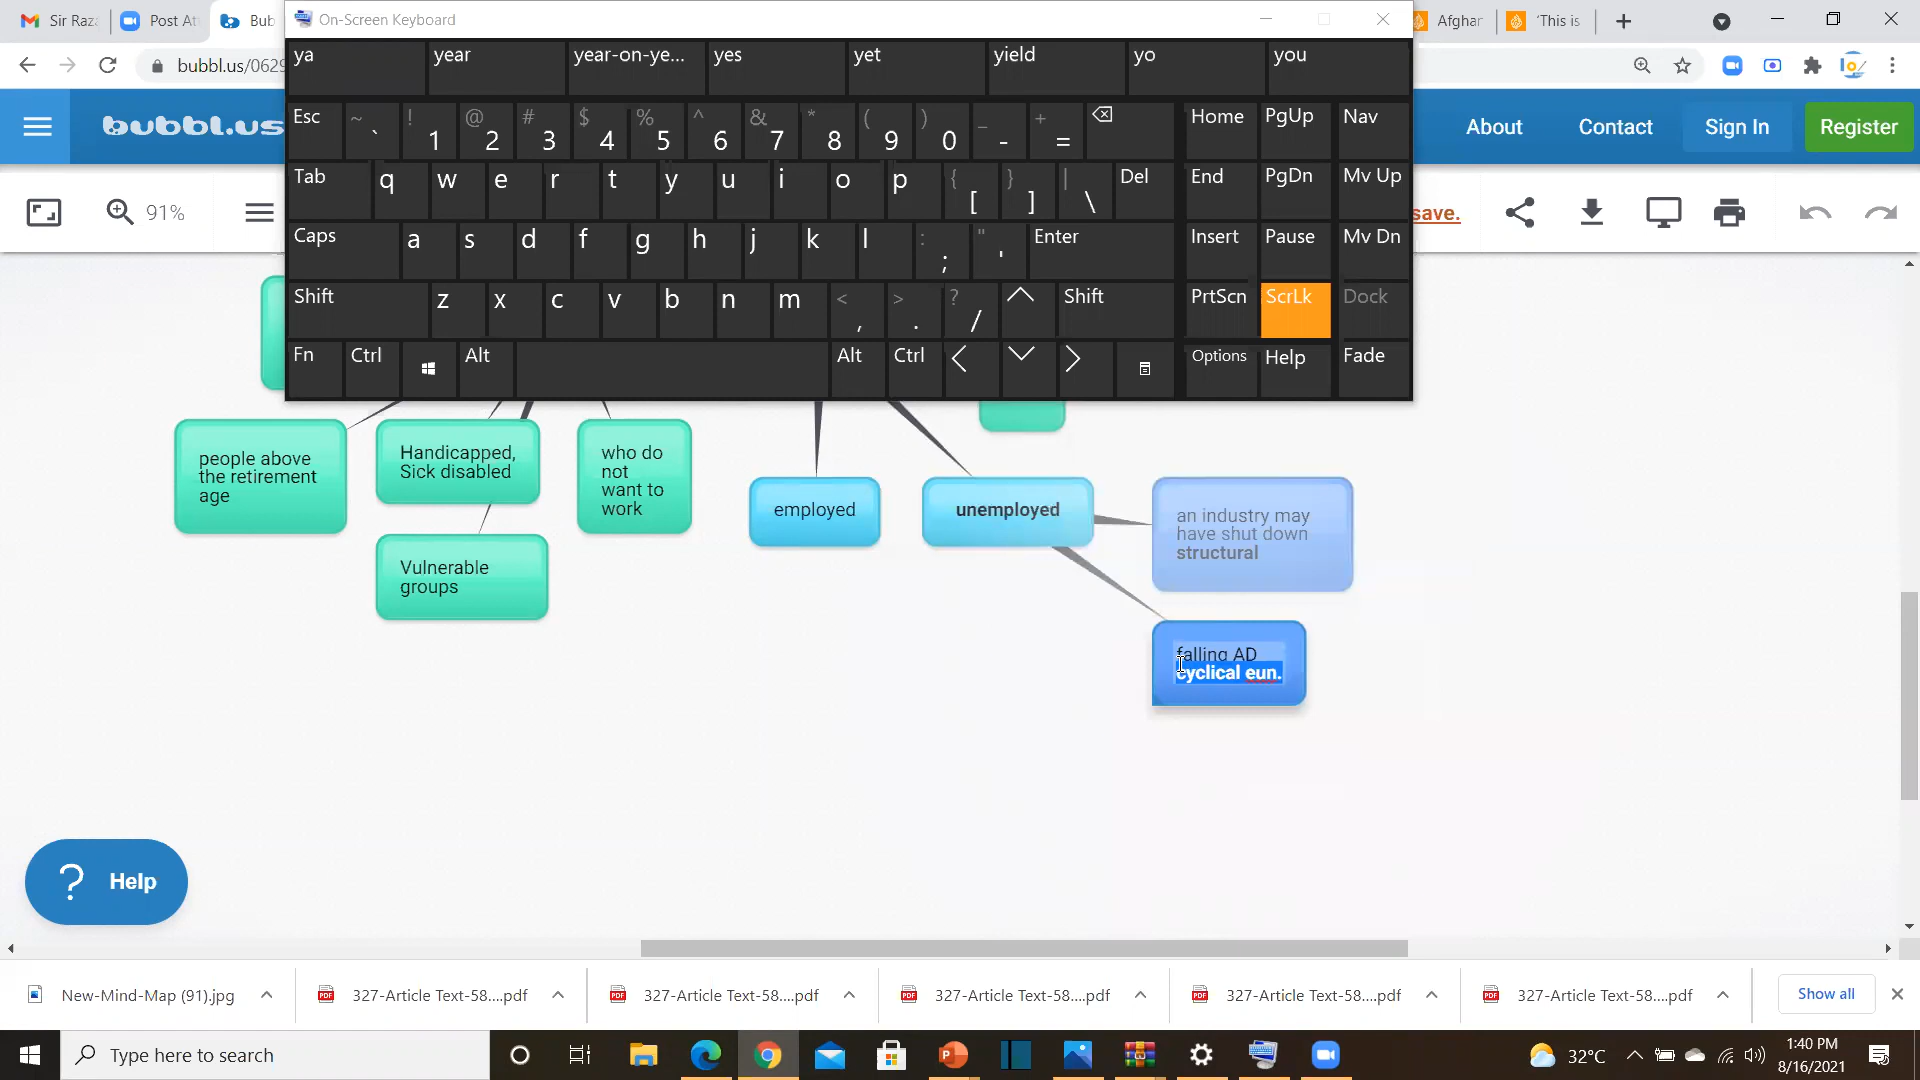 Sir Raza
Post At
Bub
On-Screen Keyboard
Afghan
'This is
bubbl.us/0629
ya year year-on-ye... yes yet yield yo you
Esc ~ ` ! 1 @ 2 # 3 $ 4 % 5 ^ 6 & 7 * 8 ( 9 ) 0 _ - + = Home PgUp Nav
Tab q w e r t y u i o p { [ } ] | \ Del End PgDn Mv Up
Caps a s d f g h j k l : ; " ' Enter Insert Pause Mv Dn
Shift z x c v b n m < , > . ? / Shift PrtScn ScrLk Dock
Fn Ctrl Alt Alt Ctrl Options Help Fade
bubbl.us
About Contact Sign In Register
91%
save.
people above
the retirement
age
Handicapped,
Sick disabled
who do
not
want to
work
employed
unemployed
an industry may
have shut down
structural
Vulnerable
groups
falling AD
cyclical eun.
? Help
New-Mind-Map (91).jpg
327-Article Text-58....pdf
327-Article Text-58....pdf
327-Article Text-58....pdf
327-Article Text-58....pdf
327-Article Text-58....pdf
Show all
Type here to search
32°C
1:40 PM
8/16/2021